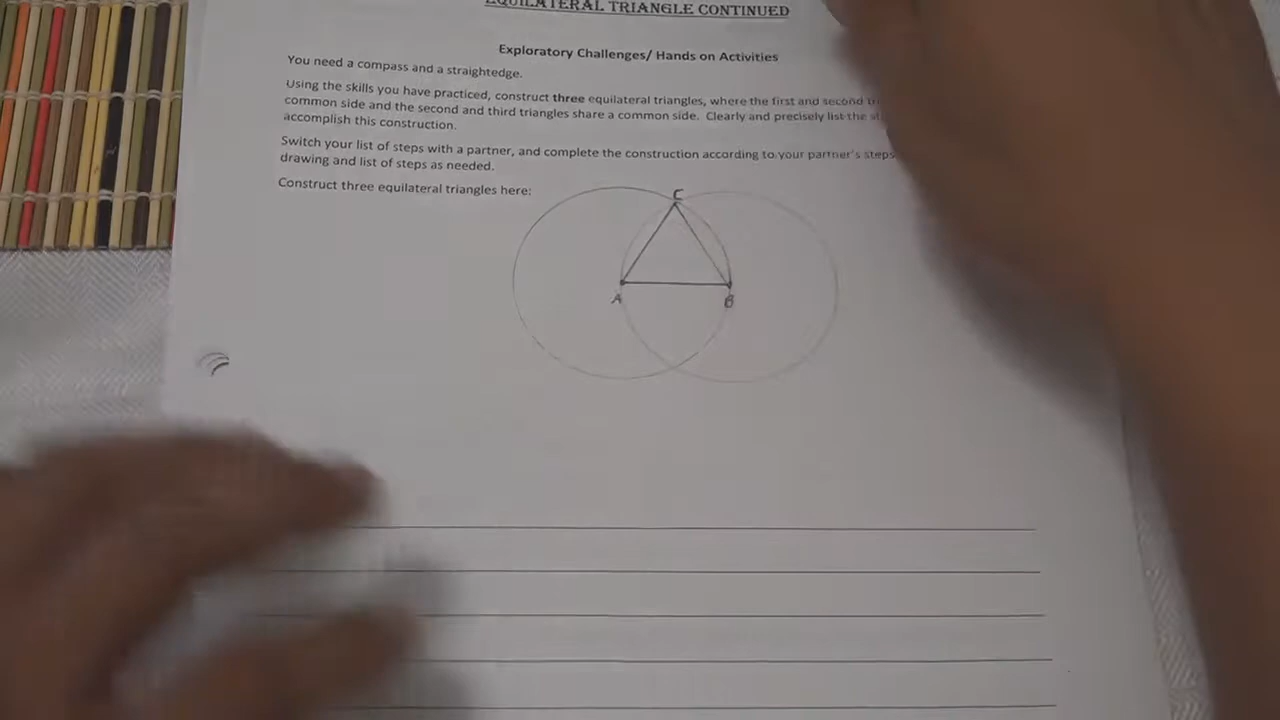 EQUILATERAL TRIANGLE CONTINUED
Exploratory Challenges/ Hands on Activities
You need a compass and a straightedge.
Using the skills you have practiced, construct three equilateral triangles, where the first and second
common side and the second and third triangles share a common side. Clearly and precisely list the
accomplish this construction.
Switch your list of steps with a partner, and complete the construction according to your partner's steps
drawing and list of steps as needed.
Construct three equilateral triangles here:
C
A
B